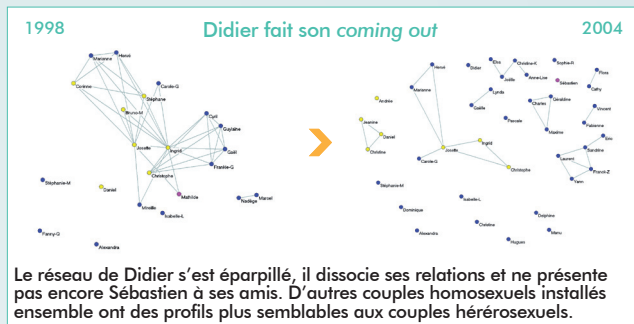 1998 Didier fait son coming out 2004
Marianne
Hervé
Corinne
Stéphane
Carole-G
Bruno-M
Cyril
Guylaine
Josette
Ingrid
Gaël
Franklie-G
Christophe
Stéphanie-M
Daniel
Mathilde
Mireille
Nadège
Marcel
Isabelle-L
Fanny-G
Alexandra
Hervé
Didier
Elsa
Christine-K
Sophie-R
Joëlle
Anne-Lise
Sébastien
Flora
Cathy
Marianne
Lynda
Gaëlle
Charles
Géraldine
Andrée
Vincent
Pascale
Maxime
Fabienne
Jeanine
Daniel
Eric
Christine
Josette
Ingrid
Sandrine
Carole-G
Christophe
Laurent
Franck-Z
Yann
Stéphanie-M
Isabelle-L
Dominique
Delphine
Alexandra
Christine
Manu
Hugues
Le réseau de Didier s'est éparpillé, il dissocie ses relations et ne présente
pas encore Sébastien à ses amis. D'autres couples homosexuels installés
ensemble ont des profils plus semblables aux couples hérérosexuels.